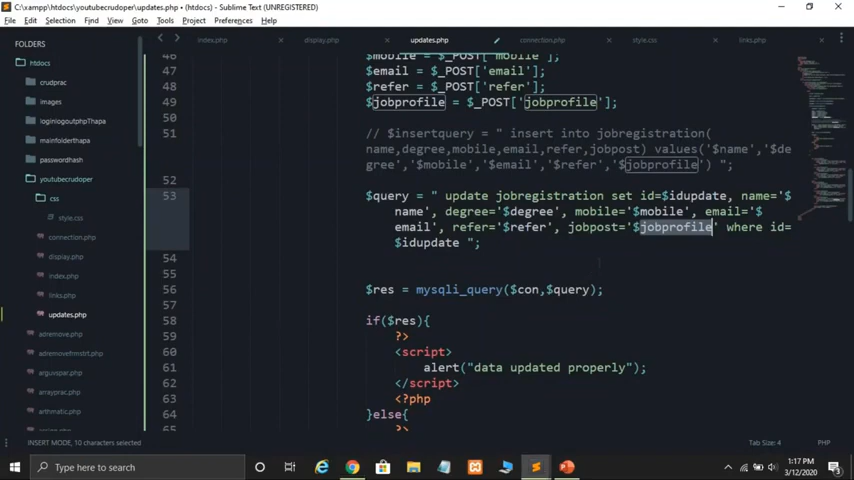 C:\xampp\htdocs\youtubecrudoper\updates.php (htdocs) - Sublime Text (UNREGISTERED)
File Edit Selection Find View Goto Tools Project Preferences Help
FOLDERS
htdocs
crudprac
images
loginlogoutphpThapa
mainfolderthapa
passwordhash
youtubecrudoper
css
style.css
connection.php
display.php
index.php
links.php
updates.php
adremove.php
adremovefrmstrt.php
arguvspar.php
arrayprac.php
arthmatic.php
index.php
display.php
updates.php
connection.php
style.css
links.php
46 $mobile = $_POST['mobile'];
47 $email = $_POST['email'];
48 $refer = $_POST['refer'];
49 $jobprofile = $_POST['jobprofile'];
50
51 // $insertquery = " insert into jobregistration(
name,degree,mobile,email,refer,jobpost) values('$name','$de
gree','$mobile','$email','$refer','$jobprofile') ";
52
53 $query = " update jobregistration set id=$idupdate, name='$
name', degree='$degree', mobile='$mobile', email='$
email', refer='$refer', jobpost='$jobprofile' where id=
$idupdate ";
54
55
56 $res = mysqli_query($con,$query);
57
58 if($res){
59 ?>
60 <script>
61 alert("data updated properly");
62 </script>
63 <?php
64 }else{
65 ?>
INSERT MODE, 10 characters selected
Tab Size: 4
PHP
Type here to search
1:17 PM
3/12/2020